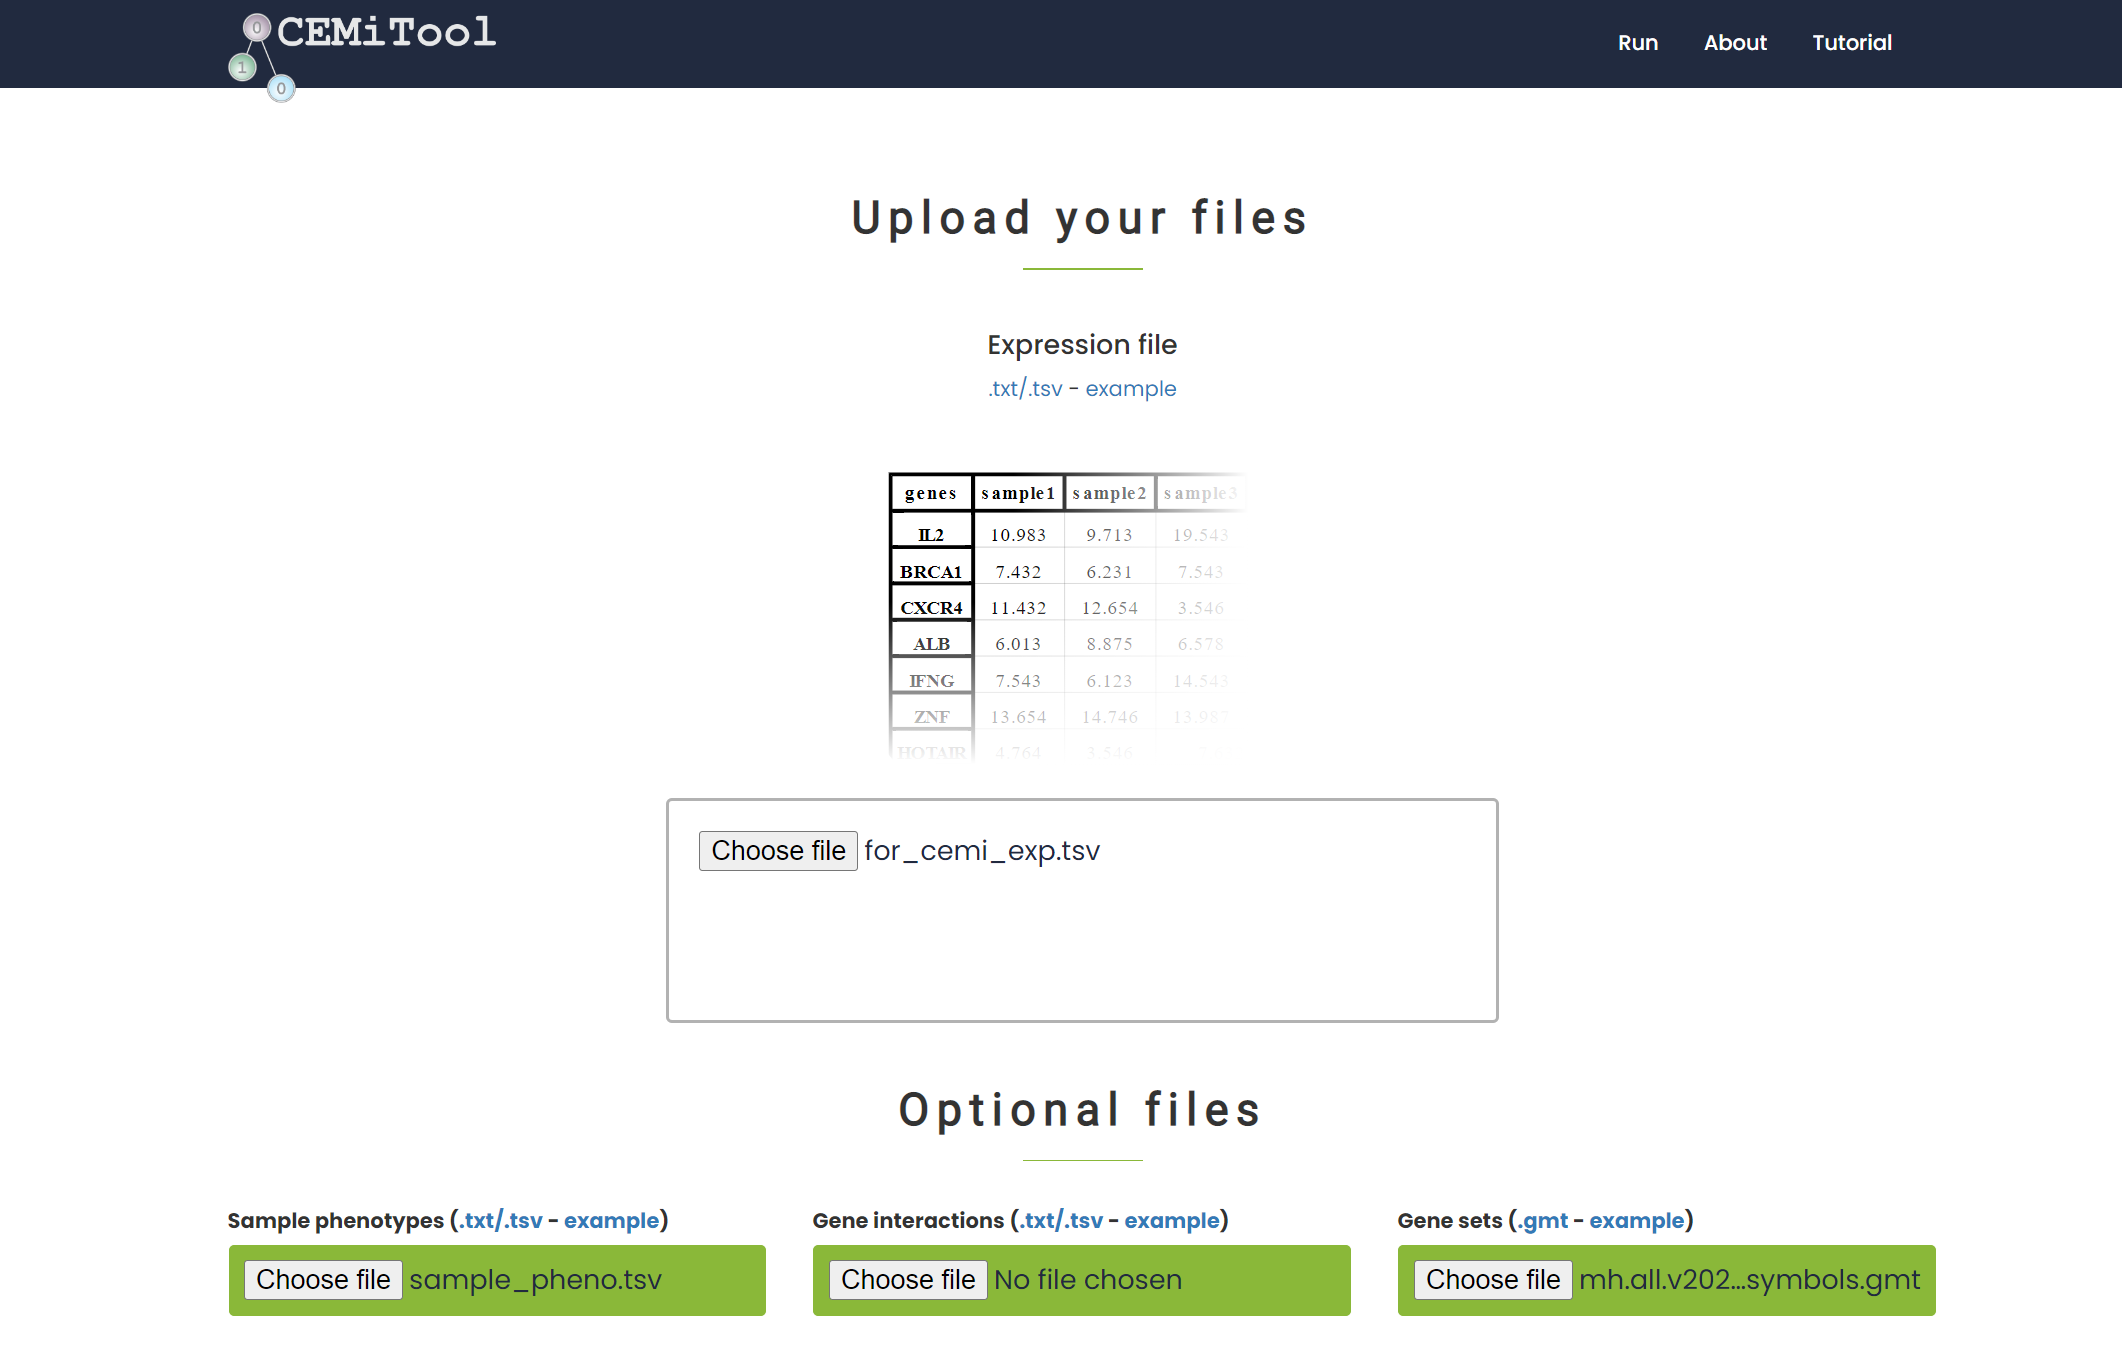 0
CEMiTool
1
0
Run About Tutorial
Upload your files
Expression file
.txt/.tsv - example
genes sample1 sample2 sample3
IL2 10.983 9.713 19.543
BRCA1 7.432 6.231 7.543
CXCR4 11.432 12.654 3.546
ALB 6.013 8.875 6.578
IFNG 7.543 6.123 14.543
ZNF 13.654 14.746 13.987
HOTAIR 4.764 3.546
Choose file for_cemi_exp.tsv
Optional files
Sample phenotypes (.txt/.tsv - example) Gene interactions (.txt/.tsv - example) Gene sets (.gmt - example)
Choose file sample_pheno.tsv Choose file No file chosen Choose file mh.all.v202...symbols.gmt